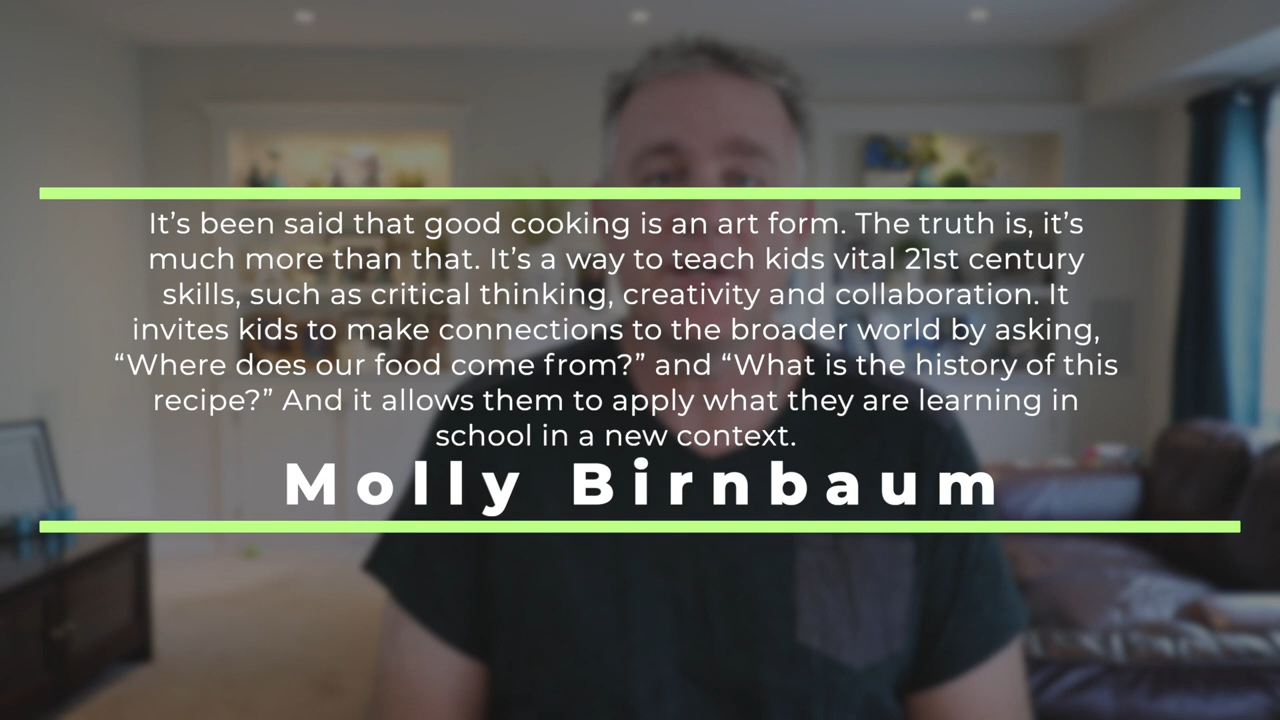 It’s been said that good cooking is an art form. The truth is, it’s
much more than that. It’s a way to teach kids vital 21st century
skills, such as critical thinking, creativity and collaboration. It
invites kids to make connections to the broader world by asking,
“Where does our food come from?” and “What is the history of this
recipe?” And it allows them to apply what they are learning in
school in a new context.
Molly Birnbaum